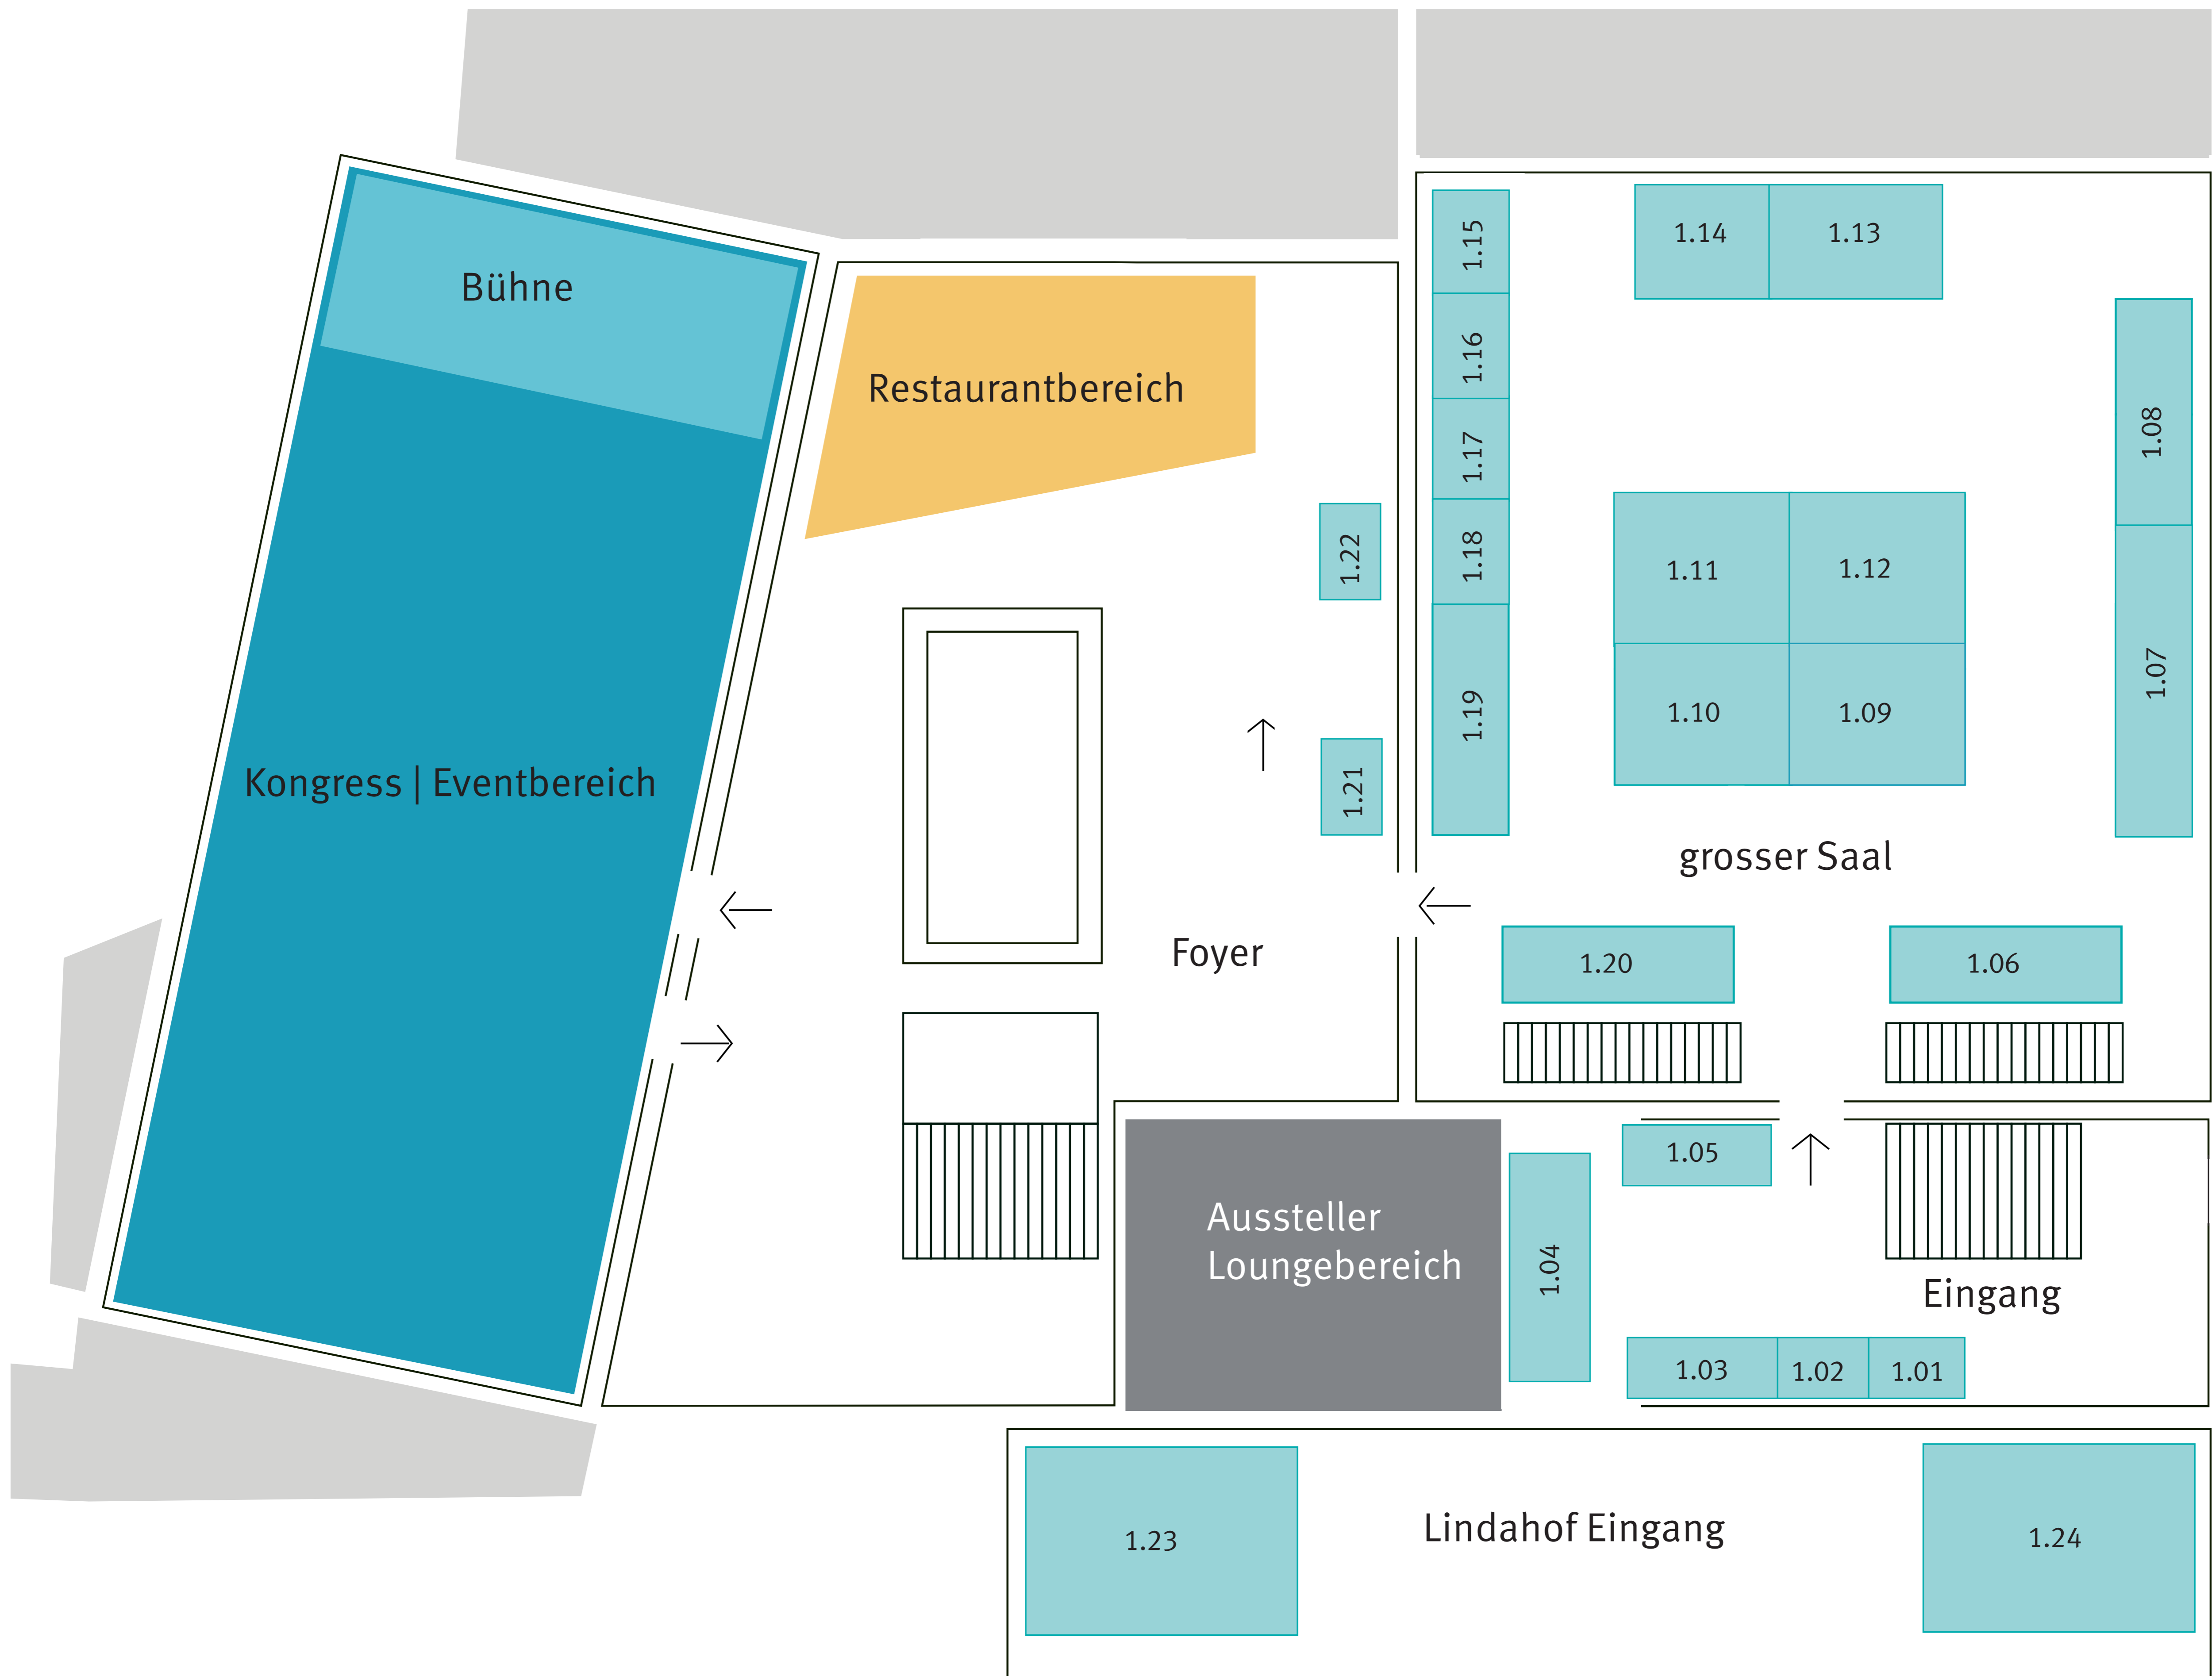 1.15
1.14
1.13
Bühne
1.16
Restaurantbereich
1.08
1.17
1.22
1.18
1.11
1.12
1.07
1.19
1.10
1.09
Kongress | Eventbereich
1.21
grosser Saal
Foyer
1.20
1.06
1.05
Aussteller
Loungebereich
1.04
Eingang
1.03
1.02
1.01
1.23
Lindahof Eingang
1.24